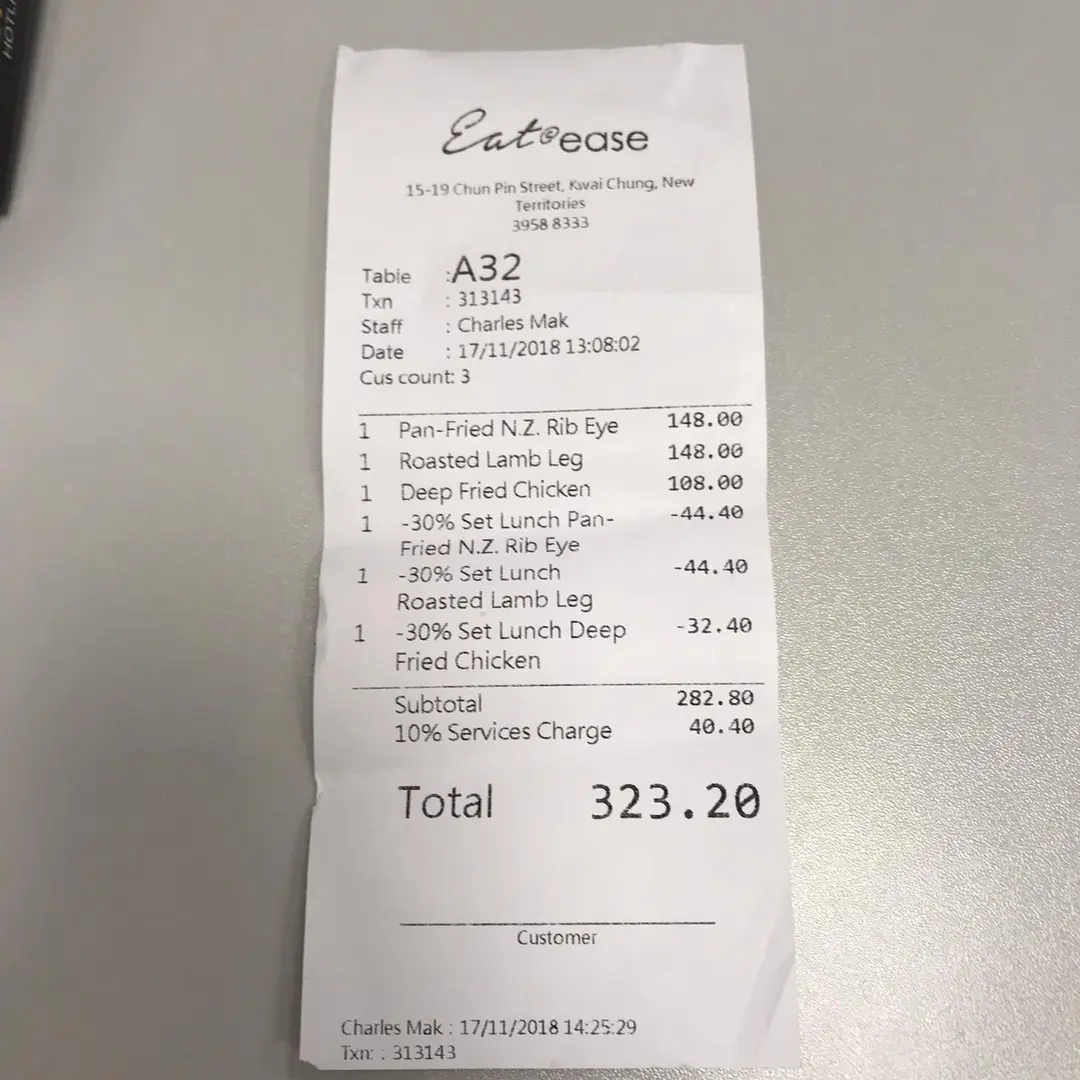 Eat@ease
15-19 Chun Pin Street, Kwai Chung, New
Territories
3958 8333
Table : A32
Txn : 313143
Staff : Charles Mak
Date : 17/11/2018 13:08:02
Cus count: 3
1 Pan-Fried N.Z. Rib Eye 148.00
1 Roasted Lamb Leg 148.00
1 Deep Fried Chicken 108.00
1 -30% Set Lunch Pan- -44.40
Fried N.Z. Rib Eye
1 -30% Set Lunch -44.40
Roasted Lamb Leg
1 -30% Set Lunch Deep -32.40
Fried Chicken
Subtotal 282.80
10% Services Charge 40.40
Total 323.20
Customer
Charles Mak : 17/11/2018 14:25:29
Txn: : 313143